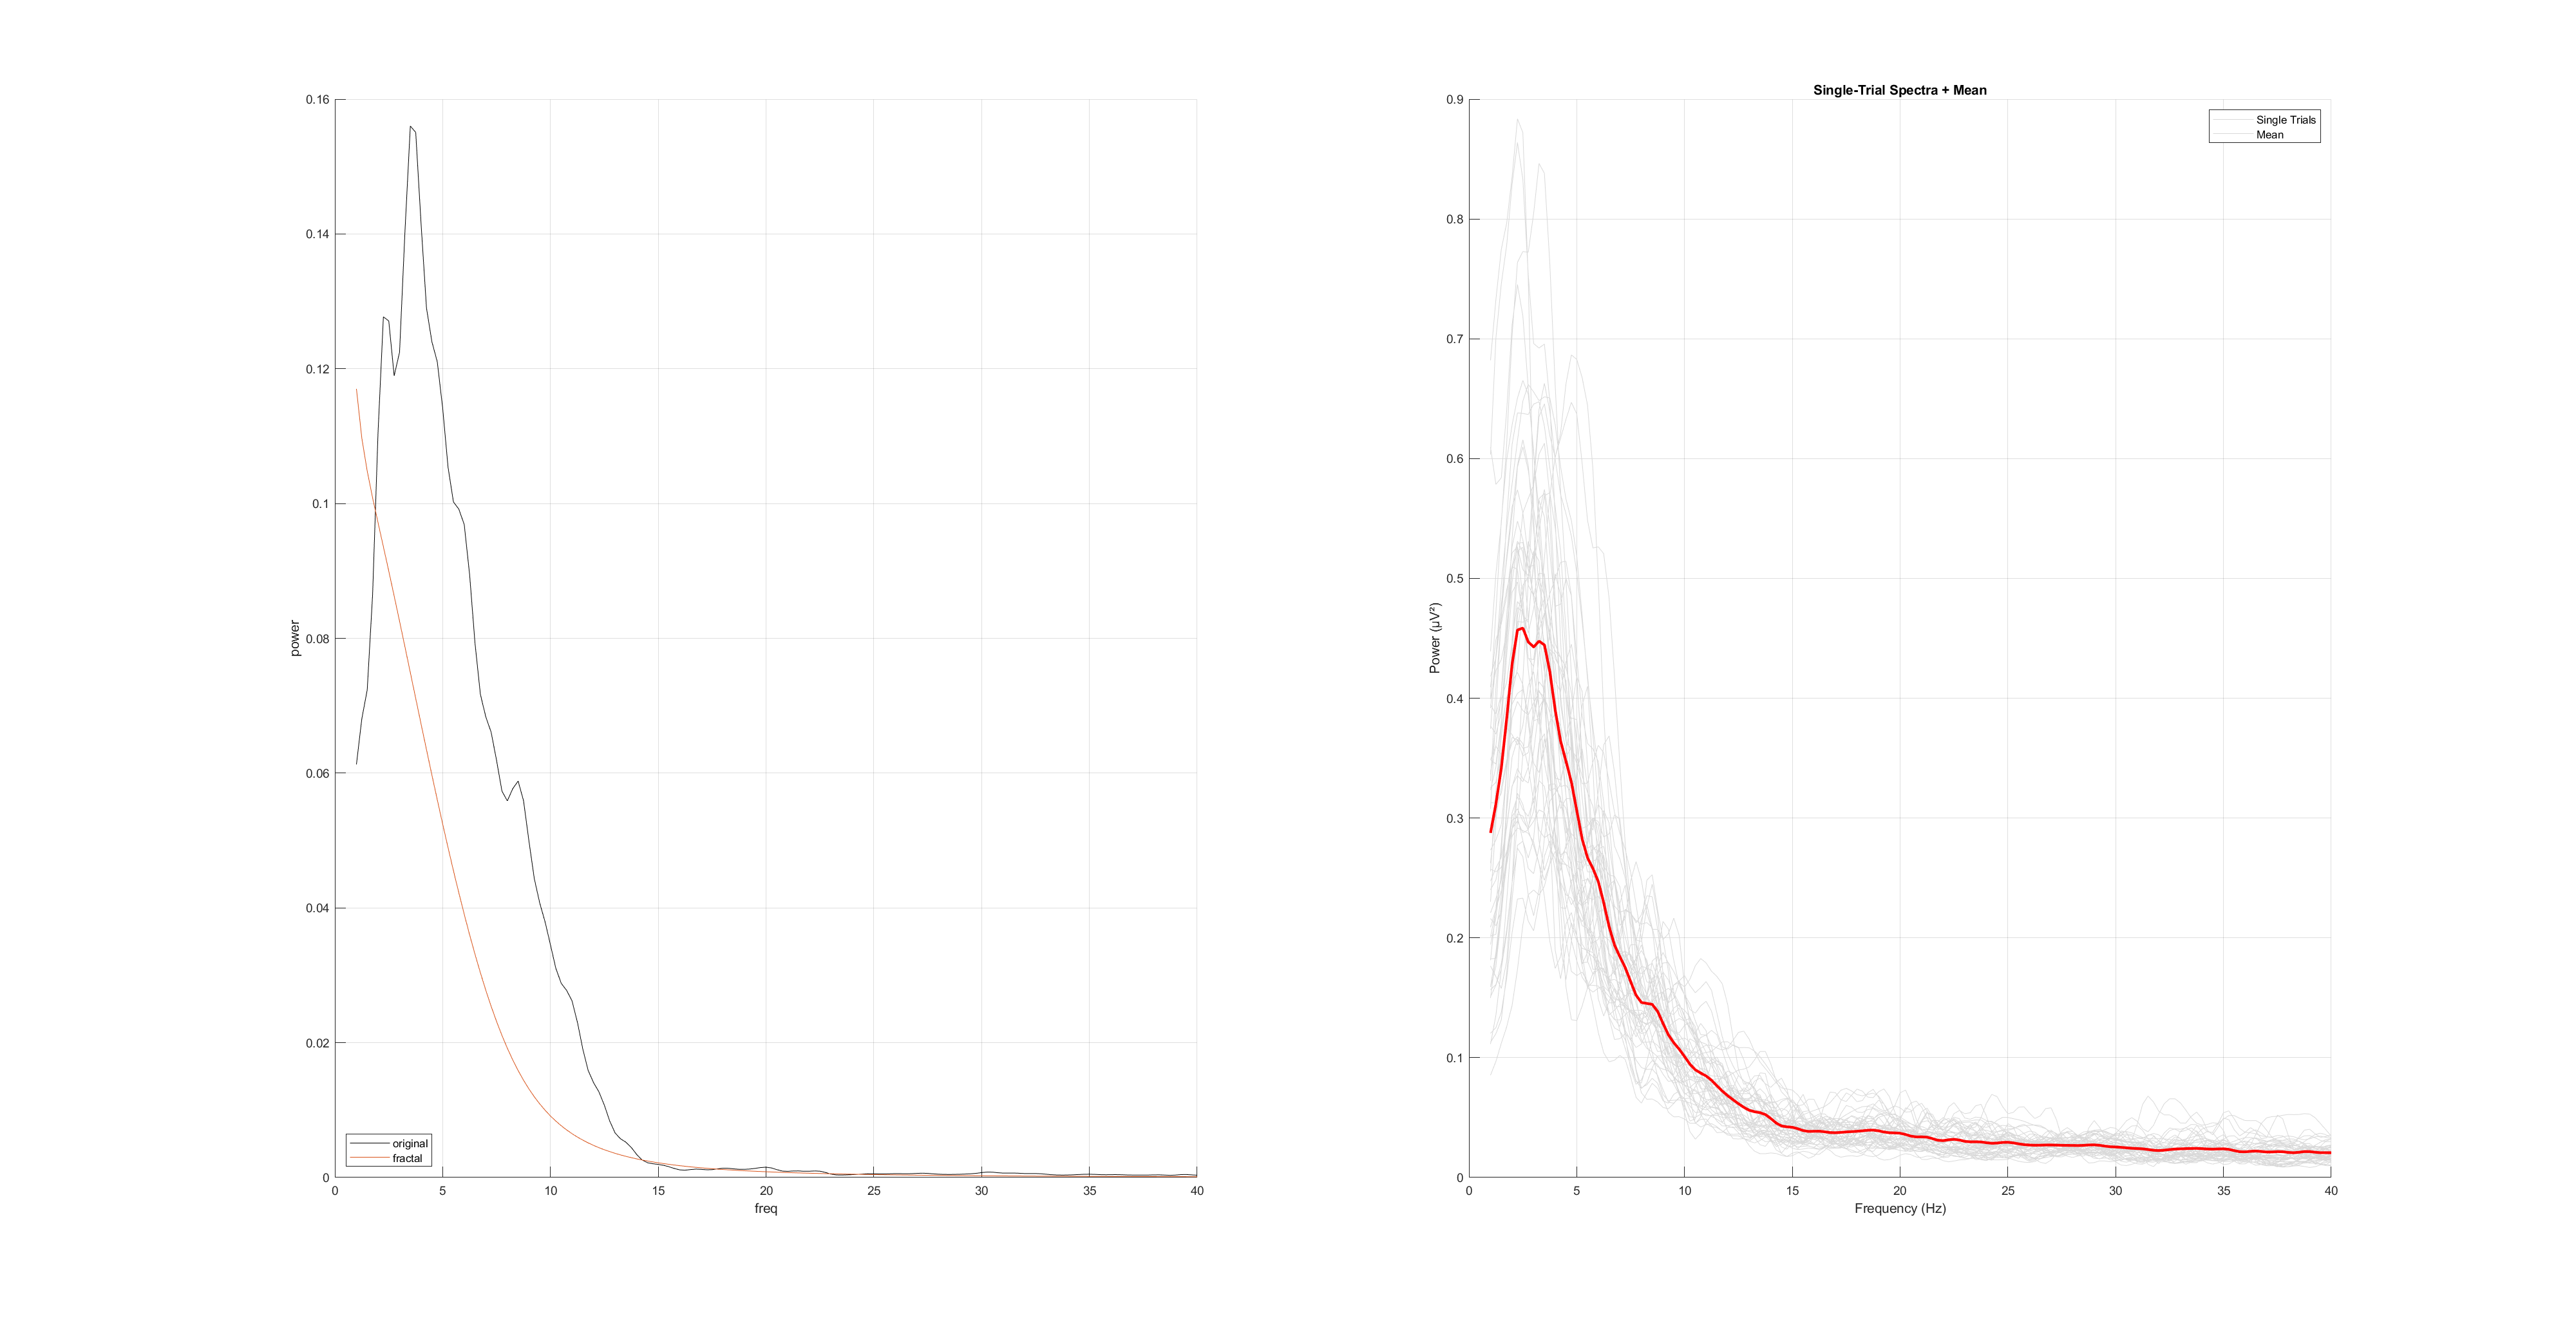 0.16
0.14
0.12
0.1
0.08
0.06
0.04
0.02
0
power
original
fractal
0 5 10 15 20 25 30 35 40
freq
Single-Trial Spectra + Mean
0.9
0.8
0.7
0.6
0.5
0.4
0.3
0.2
0.1
0
Power (µV²)
Single Trials
Mean
0 5 10 15 20 25 30 35 40
Frequency (Hz)